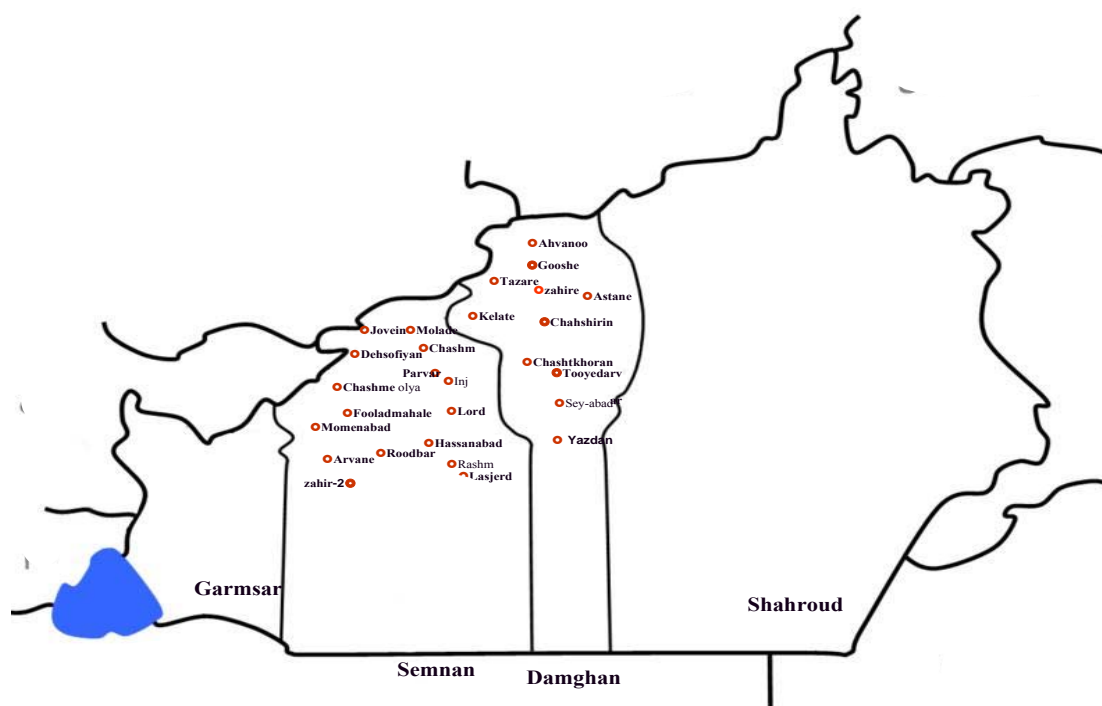 Ahvanoo
Gooshe
Tazare
zahire
Astane
Kelate
Chahshirin
Jovein
Molade
Chashm
Dehsofiyan
Chashtkhoran
Parvar
Tooyedarv
Inj
Chashme olya
Sey-abad
Fooladmahale
Lord
Momenabad
Yazdan
Hassanabad
Roodbar
Arvane
Rashm
Lasjerd
zahir-2
Garmsar
Shahroud
Semnan
Damghan